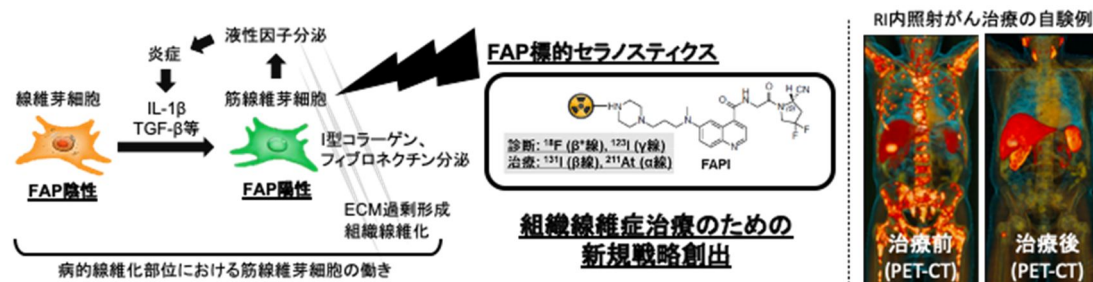 液性因子分泌
炎症
線維芽細胞
IL-1β
TGF-β等
筋線維芽細胞
FAP陰性
FAP陽性
I型コラーゲン、
フィブロネクチン分泌
ECM過剰形成
組織線維化
病的線維化部位における筋線維芽細胞の働き
FAP標的セラノスティクス
HN
N
N
H
N
O
O
N
H
CN
F
F
N
診断: ¹⁸F (β⁺線), ¹²³I (γ線)
治療: ¹³¹I (β線), ²¹¹At (α線)
FAPI
組織線維症治療のための
新規戦略創出
RI内照射がん治療の自験例
治療前
(PET-CT)
治療後
(PET-CT)